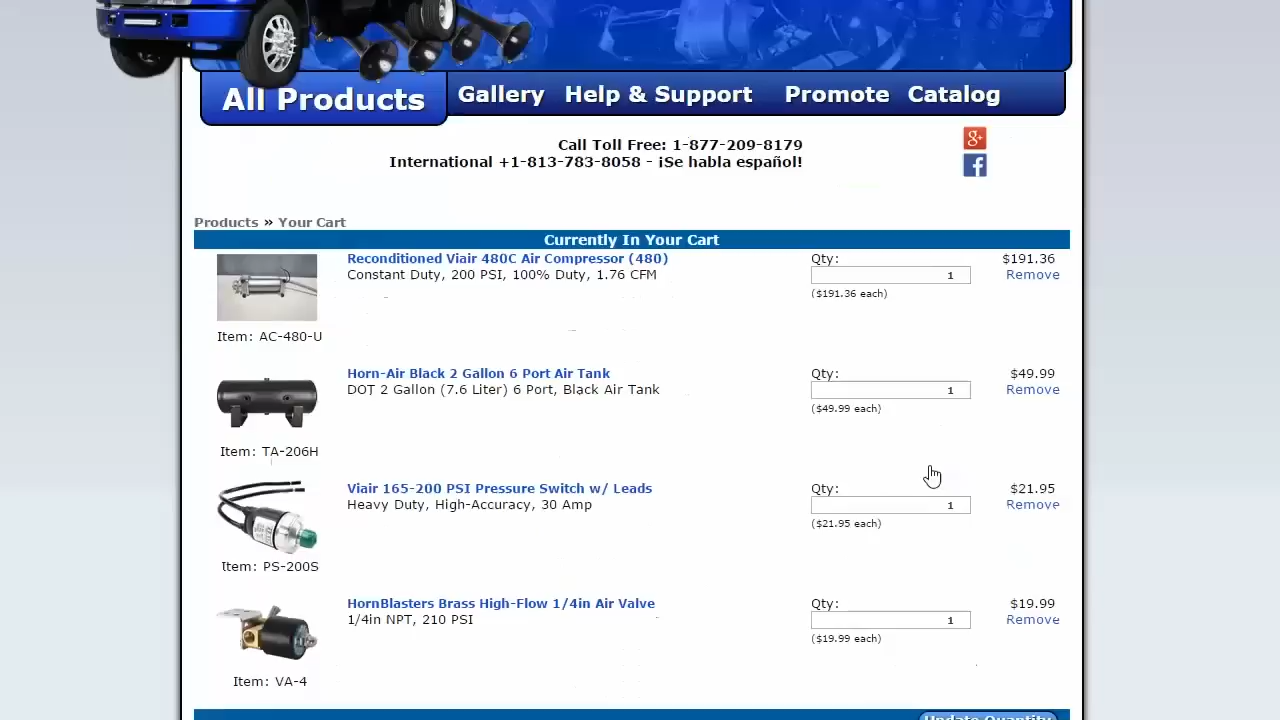 All Products
Gallery
Help & Support
Promote
Catalog
Call Toll Free: 1-877-209-8179
International +1-813-783-8058 - ¡Se habla español!
g+
f
Products » Your Cart
Currently In Your Cart
Reconditioned Viair 480C Air Compressor (480)
Constant Duty, 200 PSI, 100% Duty, 1.76 CFM
Item: AC-480-U
Qty:
1
($191.36 each)
$191.36
Remove
Horn-Air Black 2 Gallon 6 Port Air Tank
DOT 2 Gallon (7.6 Liter) 6 Port, Black Air Tank
Item: TA-206H
Qty:
1
($49.99 each)
$49.99
Remove
Viair 165-200 PSI Pressure Switch w/ Leads
Heavy Duty, High-Accuracy, 30 Amp
Item: PS-200S
Qty:
1
($21.95 each)
$21.95
Remove
HornBlasters Brass High-Flow 1/4in Air Valve
1/4in NPT, 210 PSI
Item: VA-4
Qty:
1
($19.99 each)
$19.99
Remove
Update Quantity